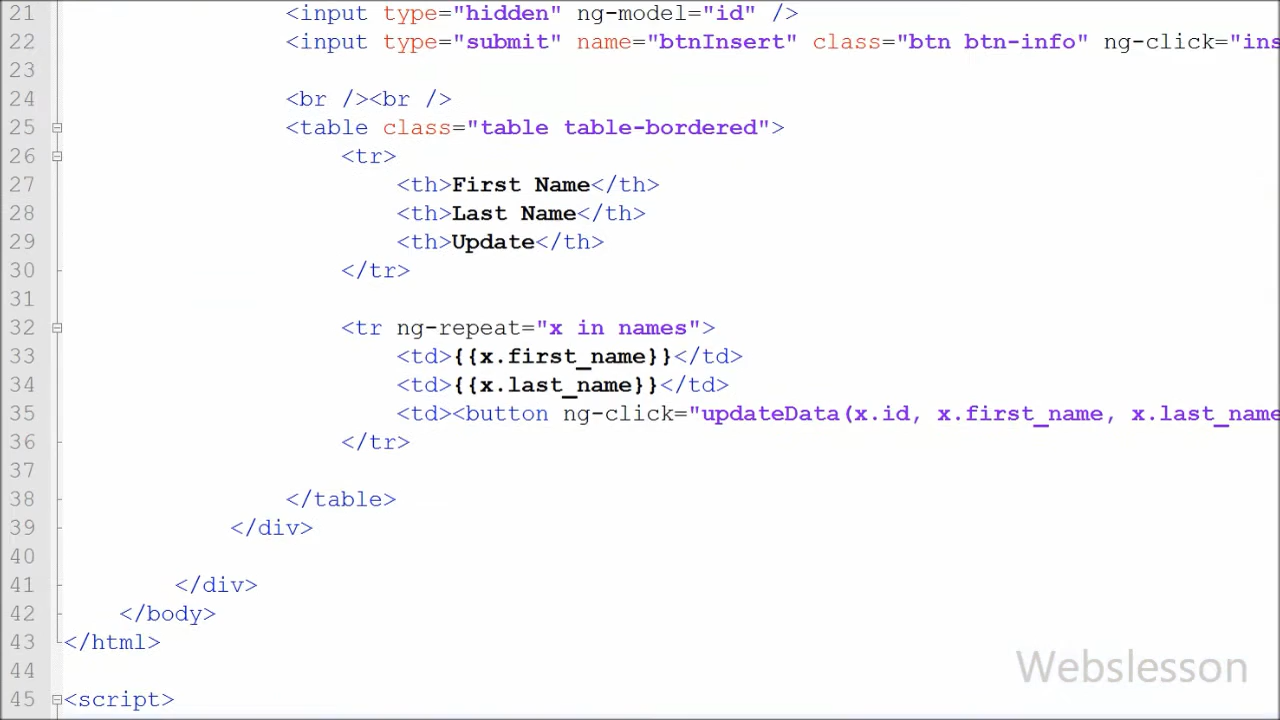 21 <input type="hidden" ng-model="id" />
22 <input type="submit" name="btnInsert" class="btn btn-info" ng-click="ins
23
24 <br /><br />
25 <table class="table table-bordered">
26 <tr>
27 <th>First Name</th>
28 <th>Last Name</th>
29 <th>Update</th>
30 </tr>
31
32 <tr ng-repeat="x in names">
33 <td>{{x.first_name}}</td>
34 <td>{{x.last_name}}</td>
35 <td><button ng-click="updateData(x.id, x.first_name, x.last_name
36 </tr>
37
38 </table>
39 </div>
40
41 </div>
42 </body>
43 </html>
44
45 <script>
Webslesson